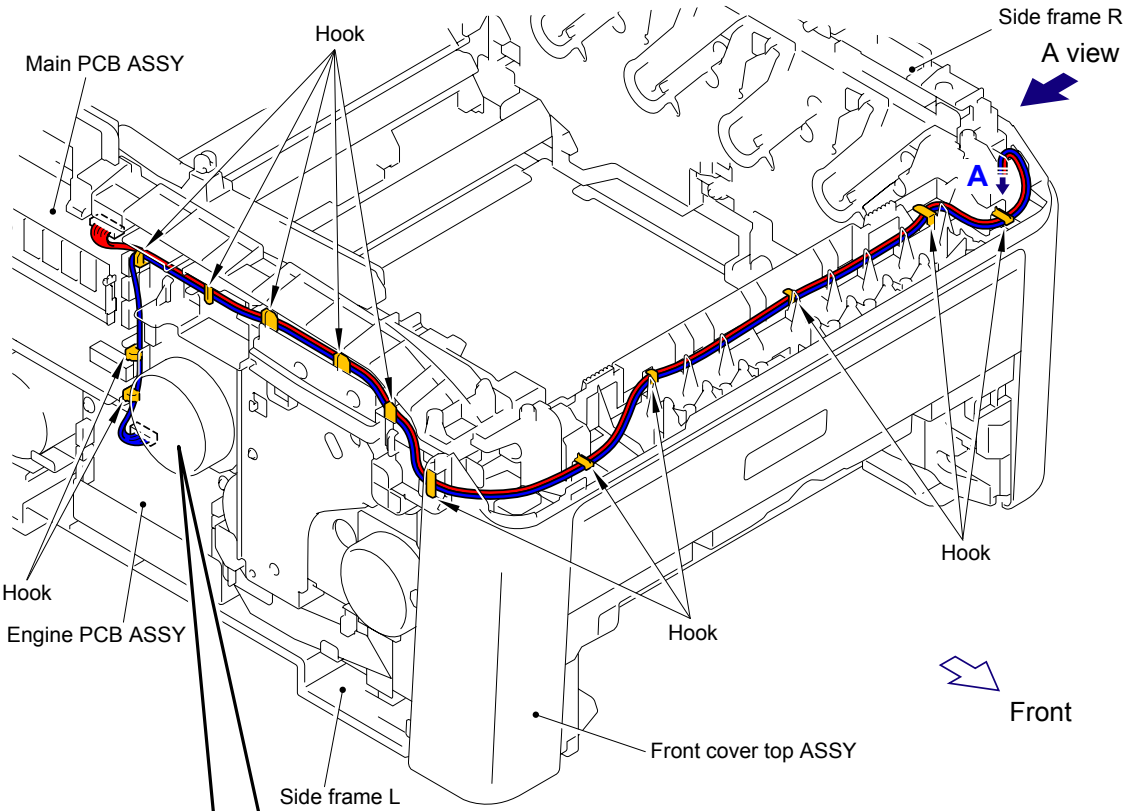 Side frame R
Hook
A view
Main PCB ASSY
A
Hook
Hook
Engine PCB ASSY
Hook
Front
Front cover top ASSY
Side frame L